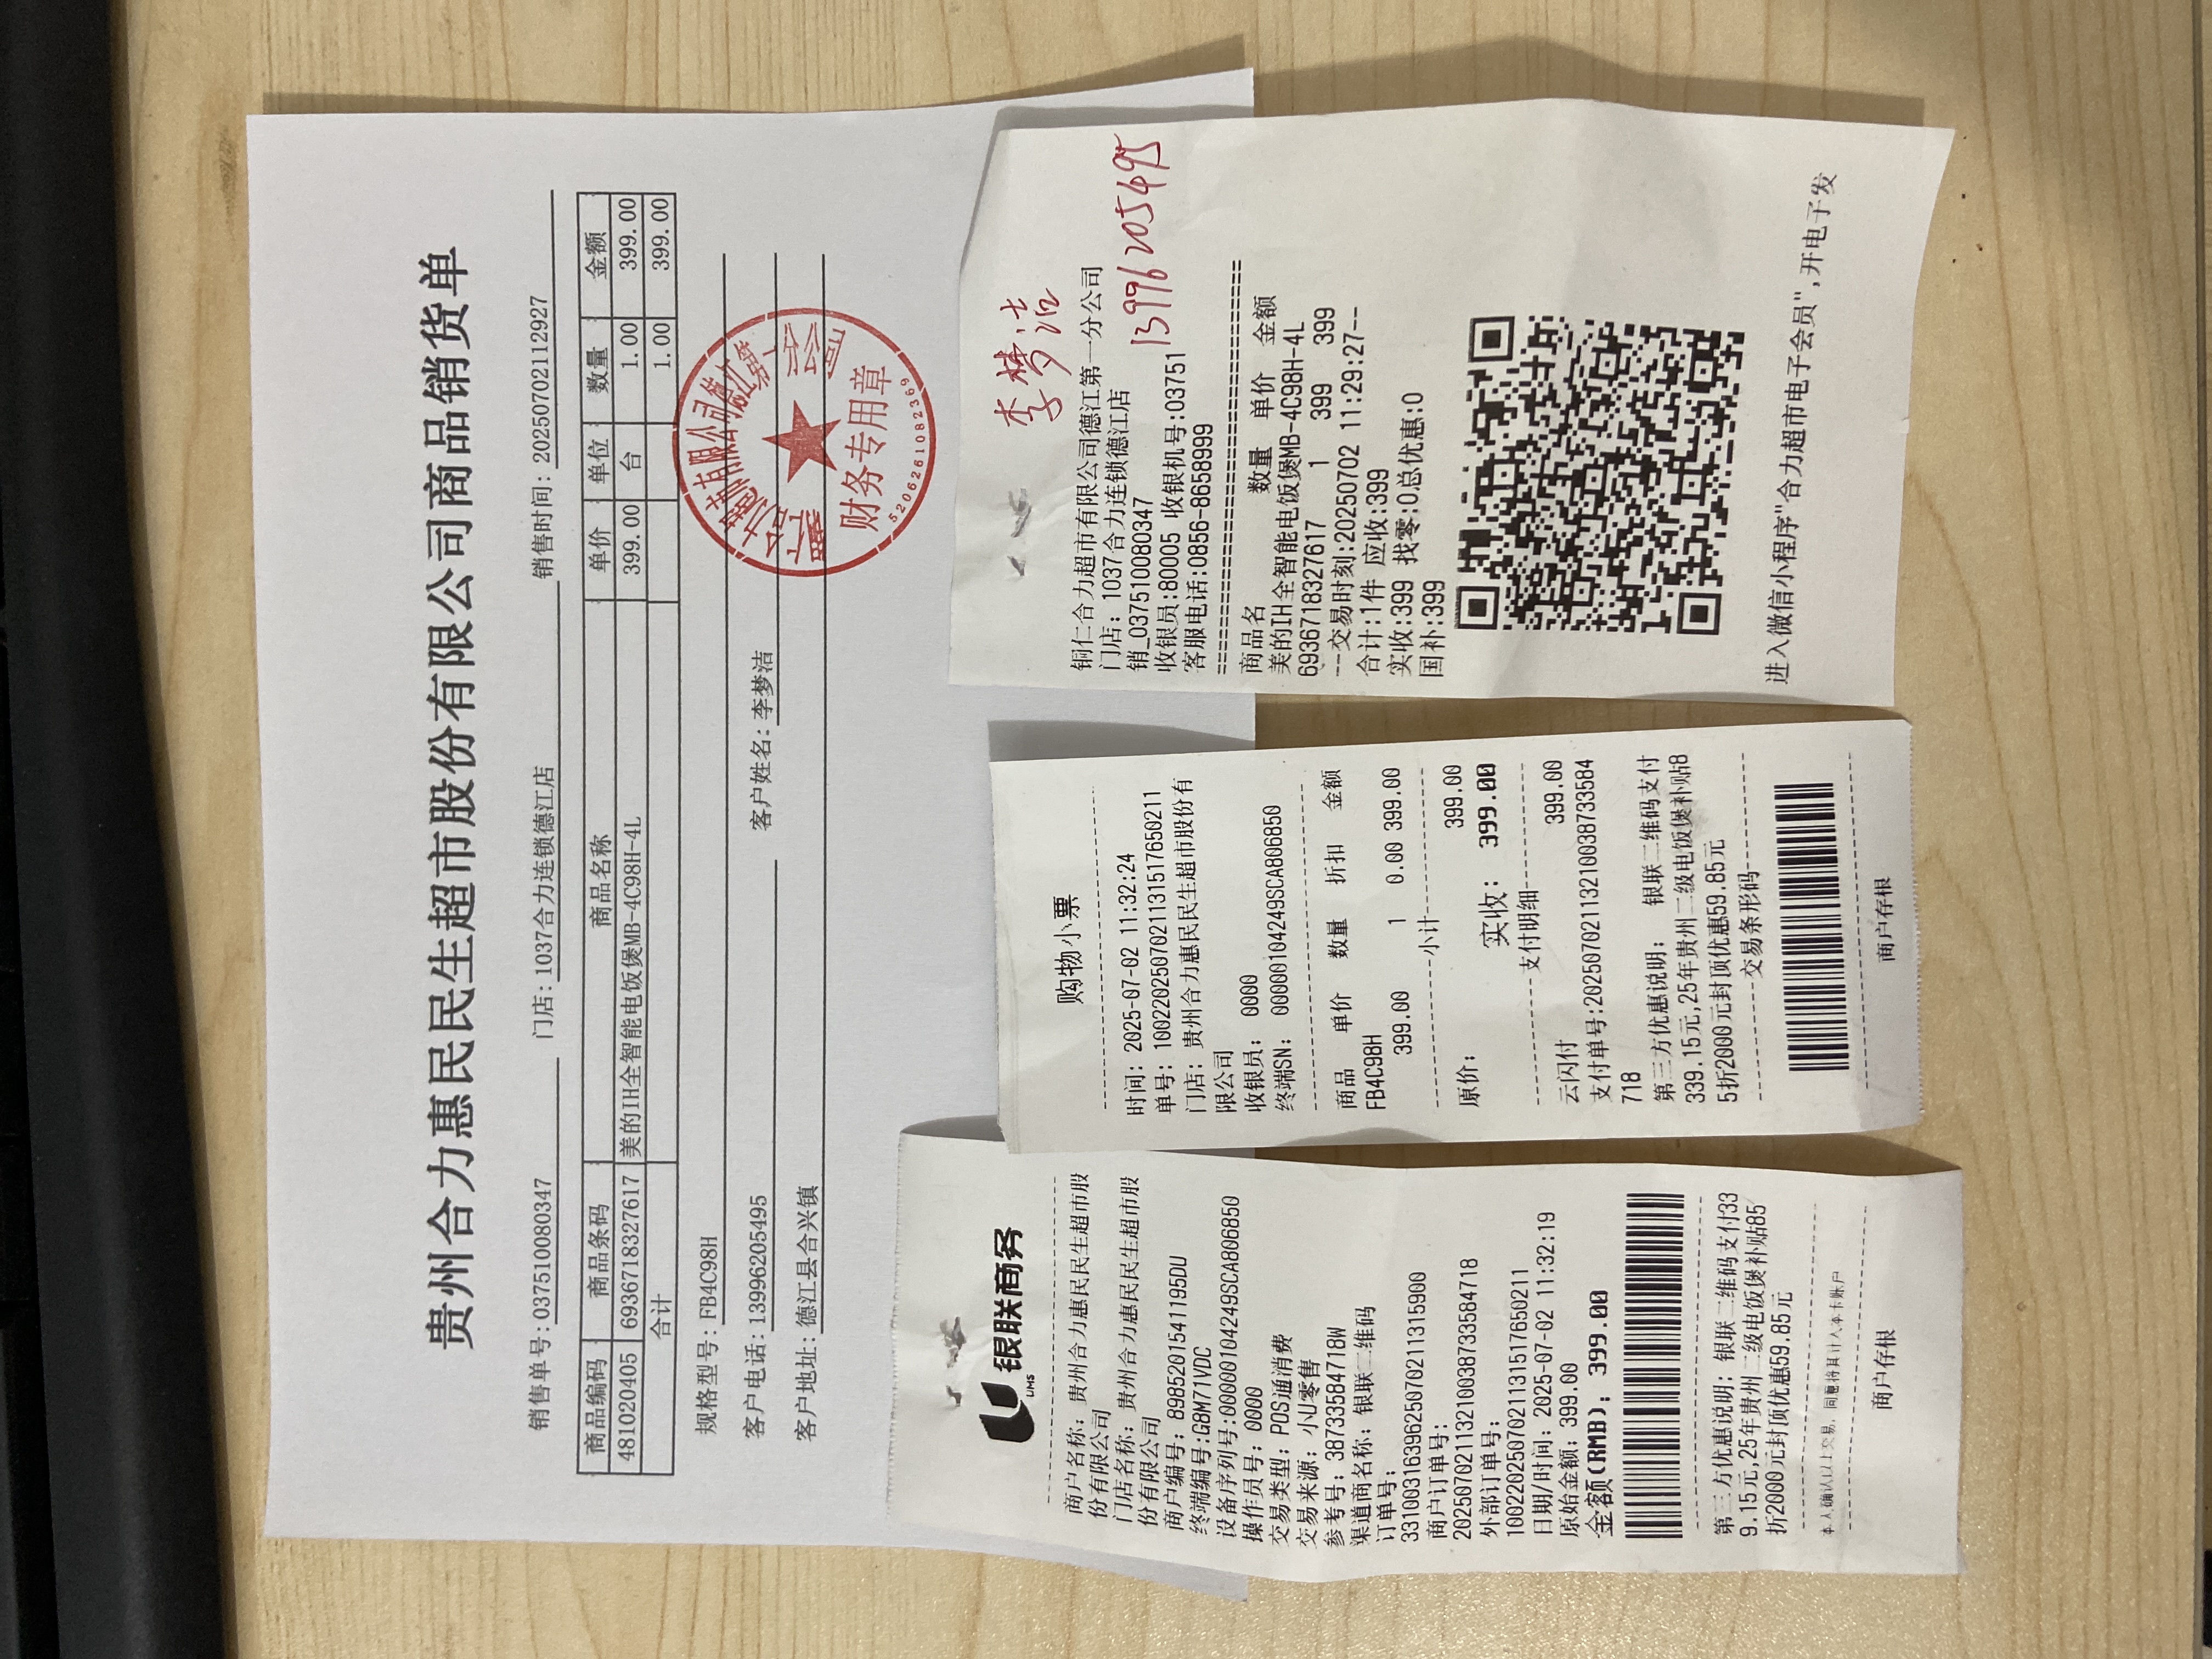 贵州合力惠民民生超市股份有限公司商品销货单
销售单号: 037510080347 门店: 1037合力连锁德江店 销售时间: 20250702112927
商品编码 商品条码 商品名称 单价 单位 数量 金额
481020405 6936718327617 美的IH全智能电饭煲MB-4C98H-4L 399.00 台 1.00 399.00
合计 1.00 399.00
规格型号: FB4C98H
客户电话: 13996205495 客户姓名: 李梦洁
客户地址: 德江县合兴镇
财务专用章
5206261082369
银联商务
UMS
商户名称: 贵州合力惠民民生超市股
份有限公司
门店名称: 贵州合力惠民民生超市股
份有限公司
商户编号: 89852015411 95DU
终端编号:G8M71VDC
设备序列号:00000104249SCA806850
操作员号: 0000
交易类型: POS通消费
交易来源: 小U零售
参考号: 38733584718W
渠道商名称: 银联二维码
订单号:
33100316396250702113159​00
商户订单号:
20250702113210038733584718
外部订单号:
10022025070211315176502​11
日期/时间: 2025-07-02 11:32:19
原始金额: 399.00
金额(RMB): 399.00
第三方优惠说明: 银联二维码支付33
9.15元,25年贵州二级电饭煲补贴85
折2000元封顶优惠59.85元
本人确认以上交易, 同意将其计入本卡账户
商户存根
购物小票
时间: 2025-07-02 11:32:24
单号: 1002202507021131517650211
门店: 贵州合力惠民民生超市股份有
限公司
收银员: 0000
终端SN: 00000104249SCA806850
商品 单价 数量 折扣 金额
FB4C98H
399.00 1 0.00 399.00
小计
原价: 399.00
实收: 399.00
支付明细
云闪付 399.00
支付单号:20250702113210038733584
718
第三方优惠说明: 银联二维码支付
339.15元,25年贵州二级电饭煲补贴8
5折2000元封顶优惠59.85元
交易条形码
商户存根
李梦洁
13996205495
铜仁合力超市有限公司德江第一分公司
门店: 1037合力连锁德江店
销_037510080347
收银员:80005 收银机号:03751
客服电话:0856-8658999
商品名 数量 单价 金额
美的IH全智能电饭煲MB-4C98H-4L
6936718327617 1 399 399
---交易时刻:20250702 11:29:27--
合计:1件 应收:399
实收:399 找零:0总优惠:0
国补:399
进入微信小程序"合力超市电子会员",开电子发